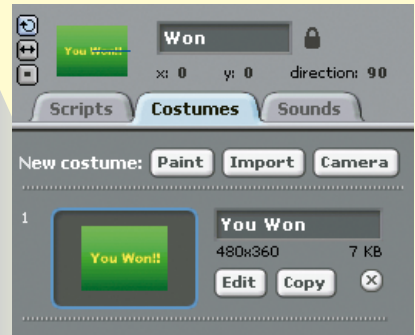 You Won!!
Won
x: 0 y: 0 direction: 90
Scripts Costumes Sounds
New costume: Paint Import Camera
1
You Won!!
You Won
480x360 7 KB
Edit Copy